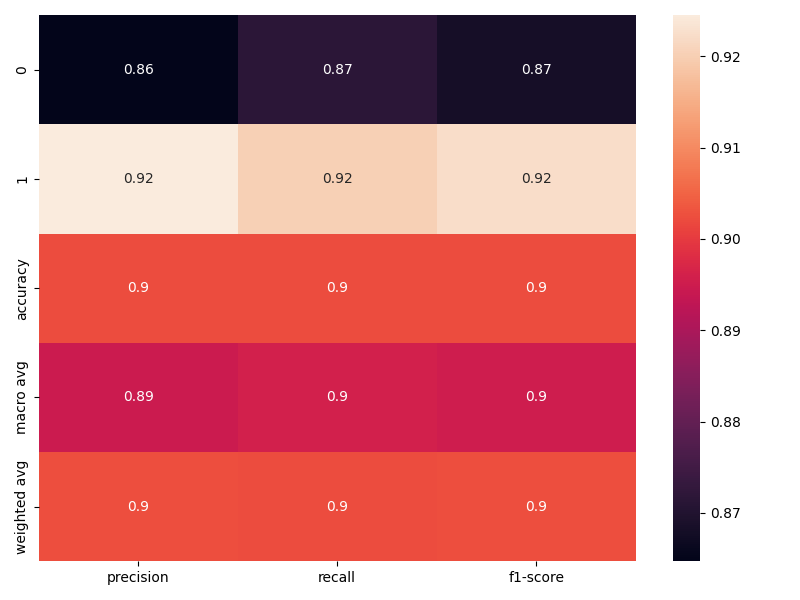 0 0.86 0.87 0.87
1 0.92 0.92 0.92
accuracy 0.9 0.9 0.9
macro avg 0.89 0.9 0.9
weighted avg 0.9 0.9 0.9
precision recall f1-score
0.92
0.91
0.90
0.89
0.88
0.87